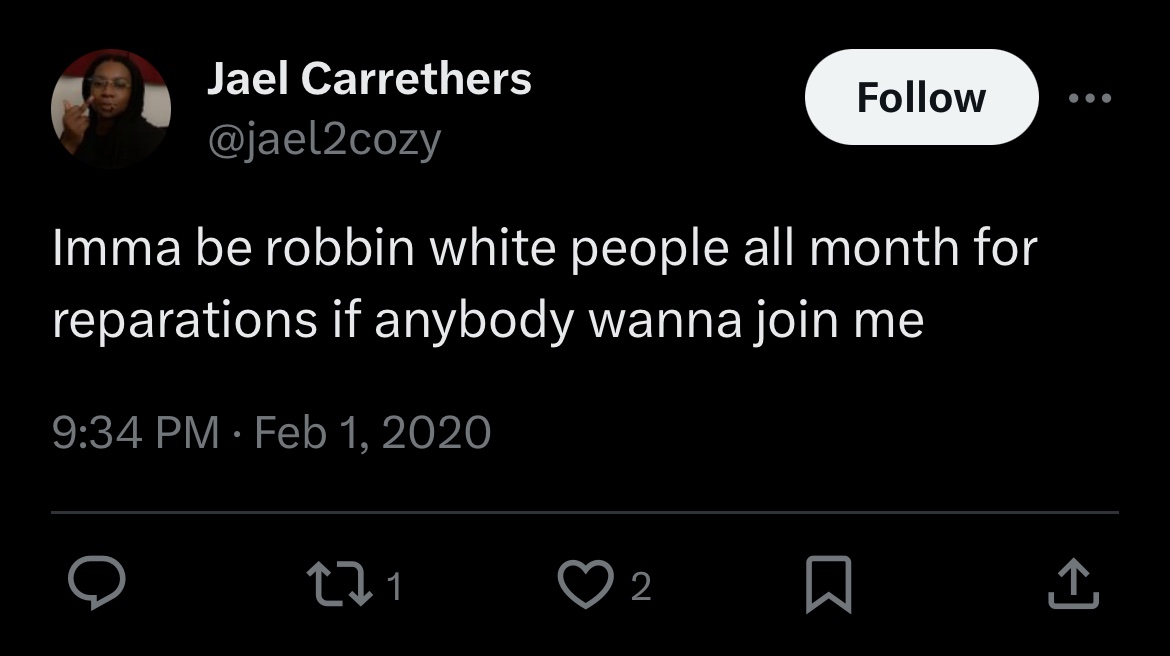 Jael Carrethers
@jael2cozy
Follow
Imma be robbin white people all month for
reparations if anybody wanna join me
9:34 PM · Feb 1, 2020
1
2